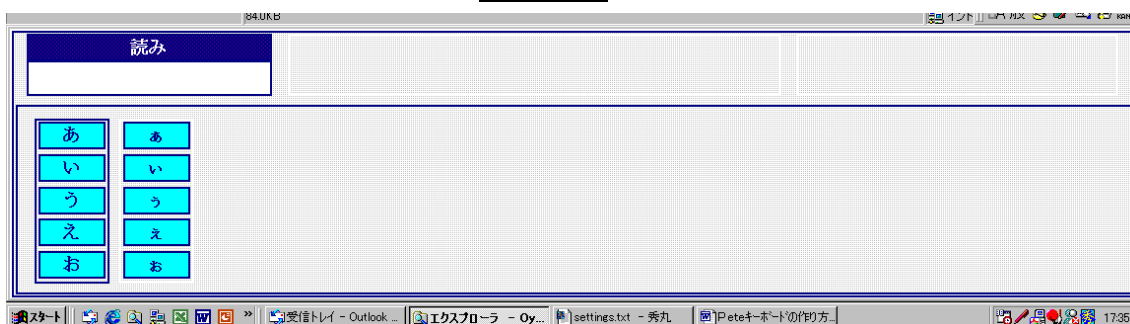 84.0KB
読み
あ ぁ
い ぃ
う ぅ
え ぇ
お ぉ
スタート » 受信トレイ - Outlook ... エクスプローラ - Oy... settings.txt - 秀丸 Peteキーボードの作り方... 17:35